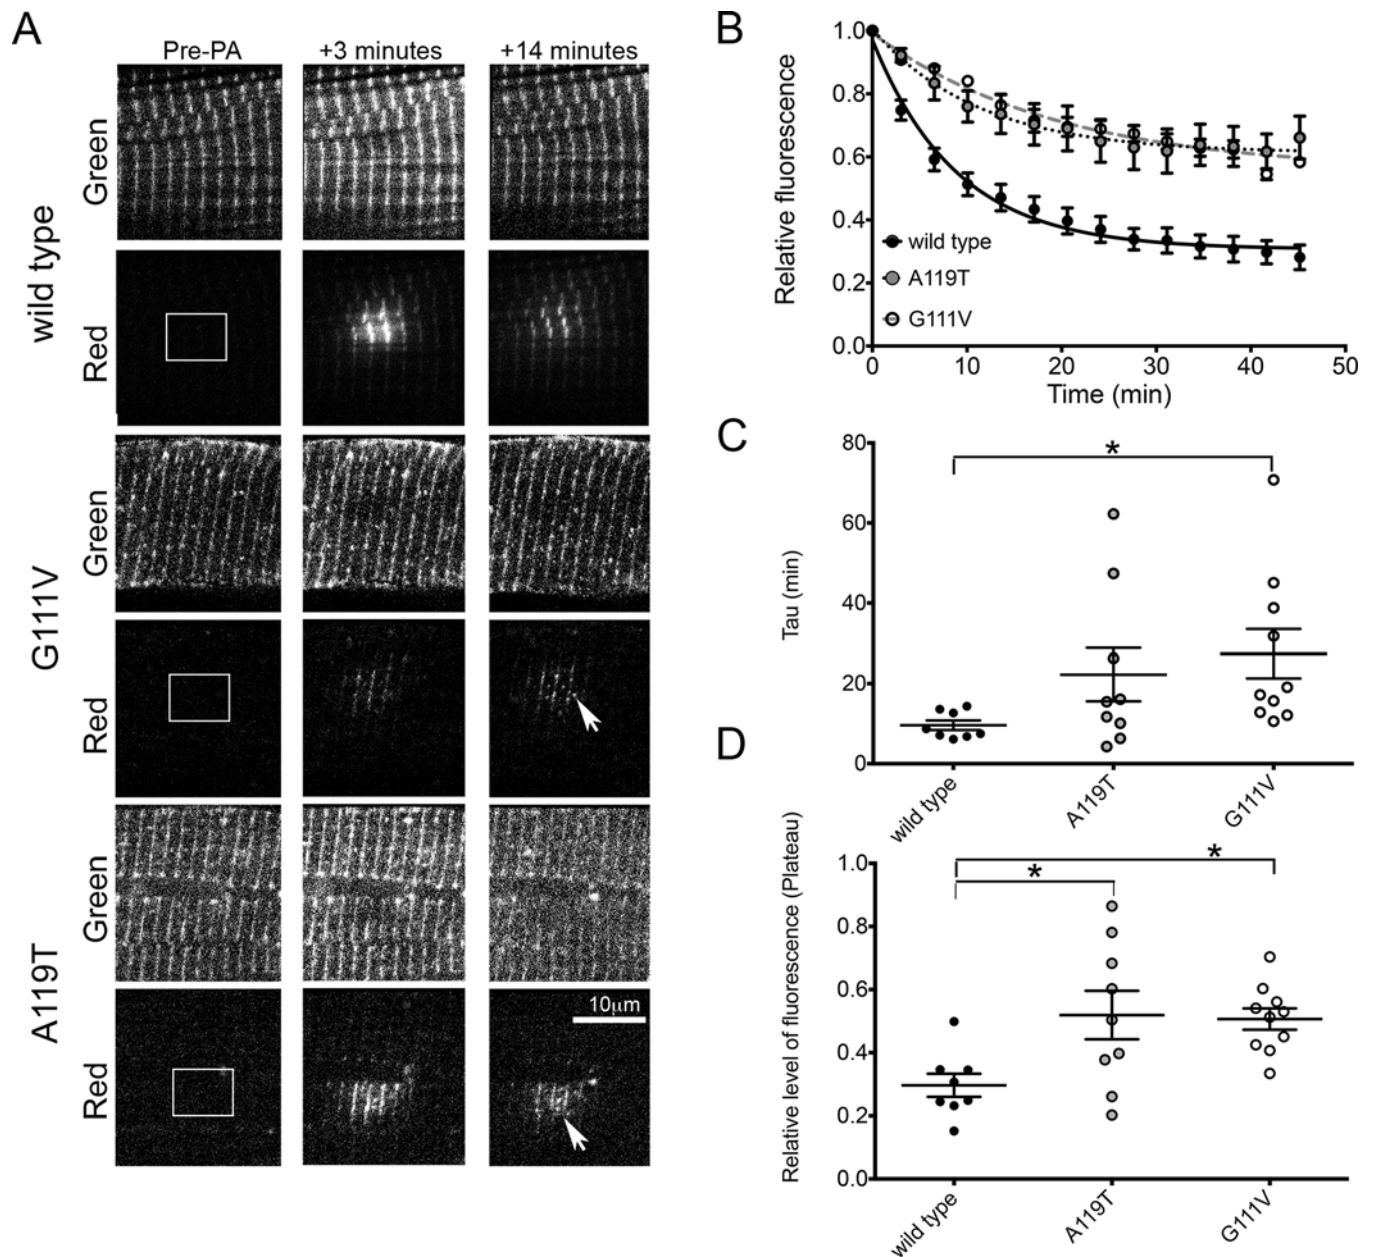 A
Pre-PA
+3 minutes
+14 minutes
wild type
Green
Red
G111V
Green
Red
A119T
Green
Red
10μm
B
Relative fluorescence
1.0
0.8
0.6
0.4
0.2
0.0
wild type
A119T
G111V
0
10
20
30
40
50
Time (min)
C
Tau (min)
80
60
40
20
0
*
wild type
A119T
G111V
D
Relative level of fluorescence (Plateau)
1.0
0.8
0.6
0.4
0.2
0.0
*
*
wild type
A119T
G111V